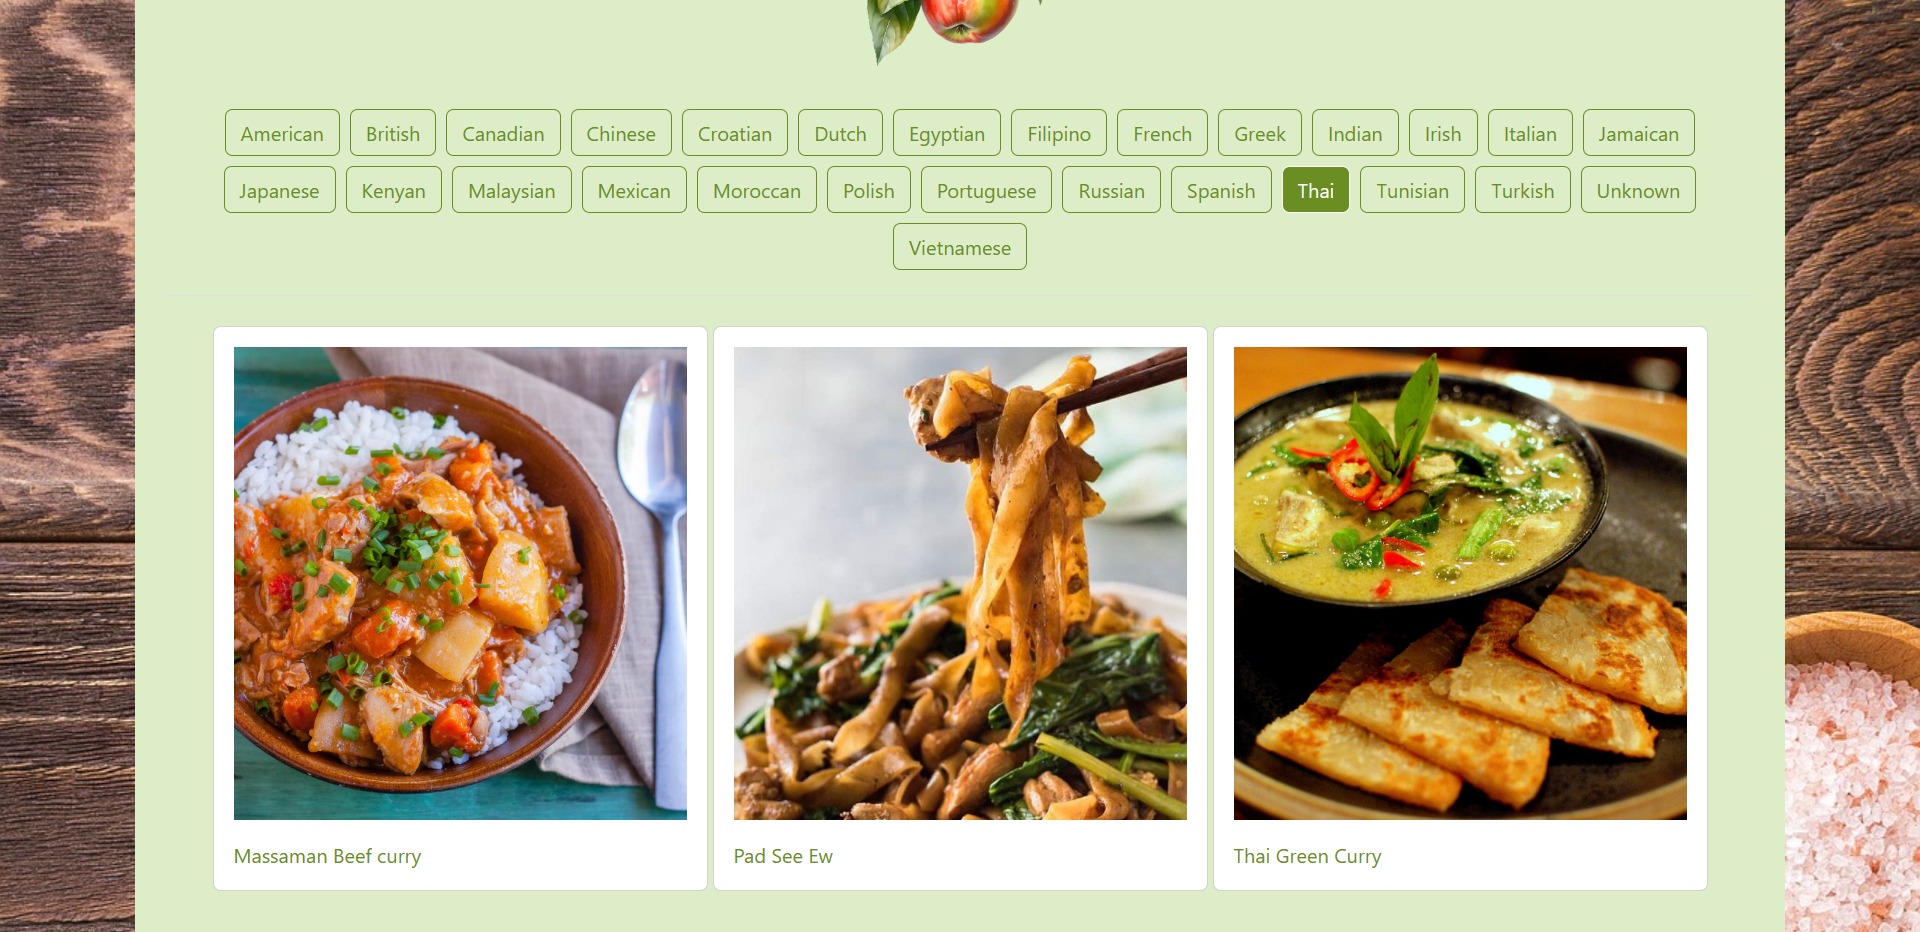 American British Canadian Chinese Croatian Dutch Egyptian Filipino French Greek Indian Irish Italian Jamaican
Japanese Kenyan Malaysian Mexican Moroccan Polish Portuguese Russian Spanish Thai Tunisian Turkish Unknown
Vietnamese
Massaman Beef curry
Pad See Ew
Thai Green Curry